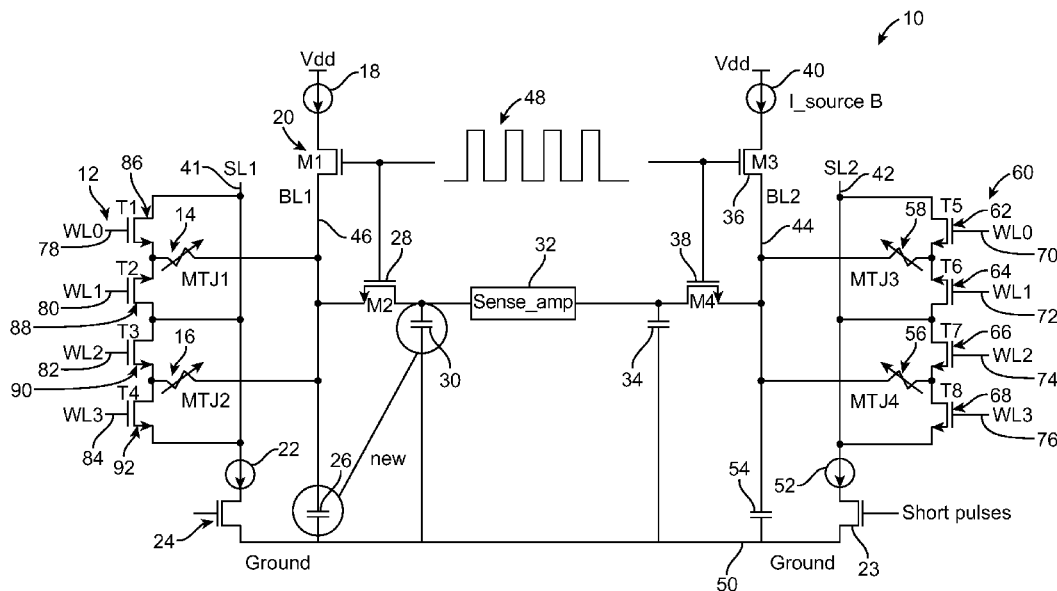 10
Vdd
18
Vdd
40
I_source B
48
20
M1
M3
41
SL1
BL1
36
BL2
SL2
42
60
12
86
T1
14
WL0
78
MTJ1
46
28
32
38
44
58
T5
62
WL0
70
T2
WL1
80
88
M2
Sense_amp
M4
MTJ3
T6
64
WL1
72
T3
16
WL2
82
90
30
34
56
T7
66
WL2
74
T4
MTJ2
WL3
84
92
MTJ4
T8
68
WL3
76
22
26
new
54
52
24
Short pulses
Ground
50
Ground
23